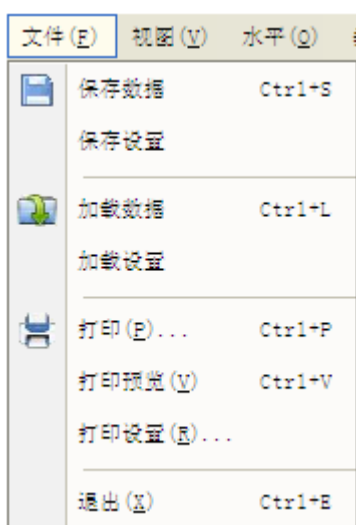 文件(F) 视图(V) 水平(O)
保存数据 Ctrl+S
保存设置
加载数据 Ctrl+L
加载设置
打印(P)... Ctrl+P
打印预览(V) Ctrl+V
打印设置(R)...
退出(X) Ctrl+E